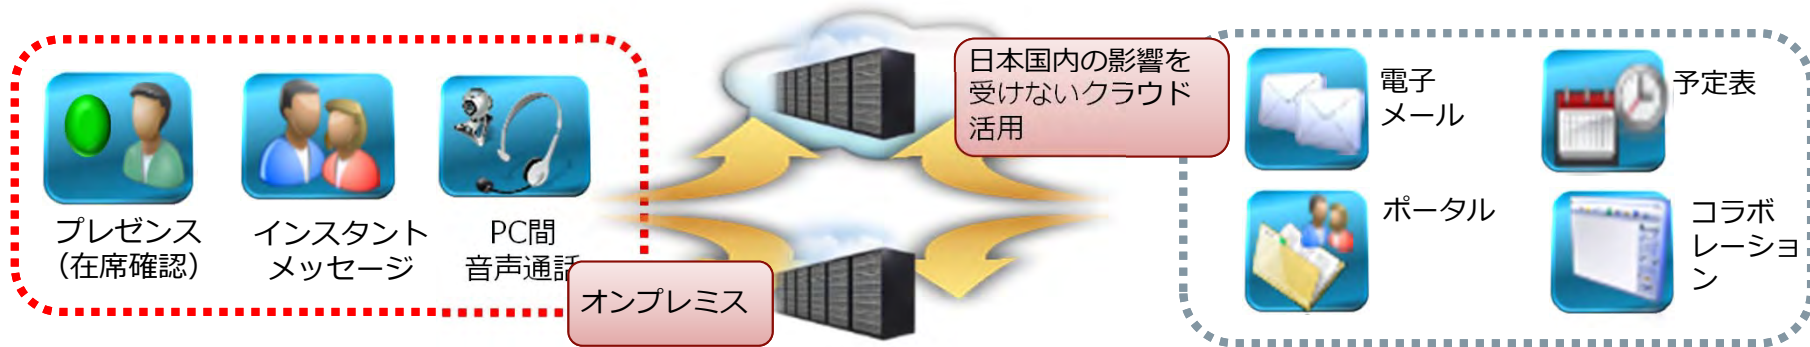 プレゼンス
（在席確認）
インスタント
メッセージ
PC間
音声通話
オンプレミス
日本国内の影響を
受けないクラウド
活用
電子
メール
予定表
ポータル
コラボ
レーショ
ン